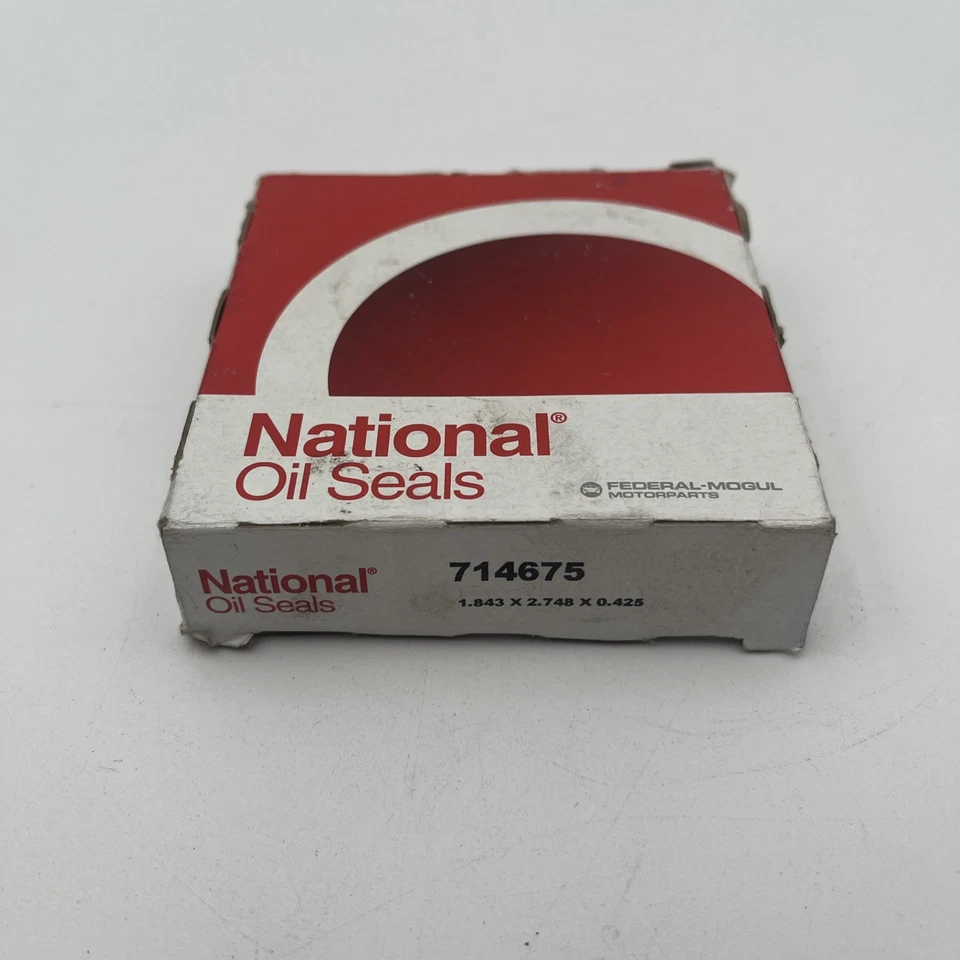 National®
Oil Seals
FEDERAL-MOGUL
MOTORPARTS
National®
Oil Seals
714675
1.843 X 2.748 X 0.425